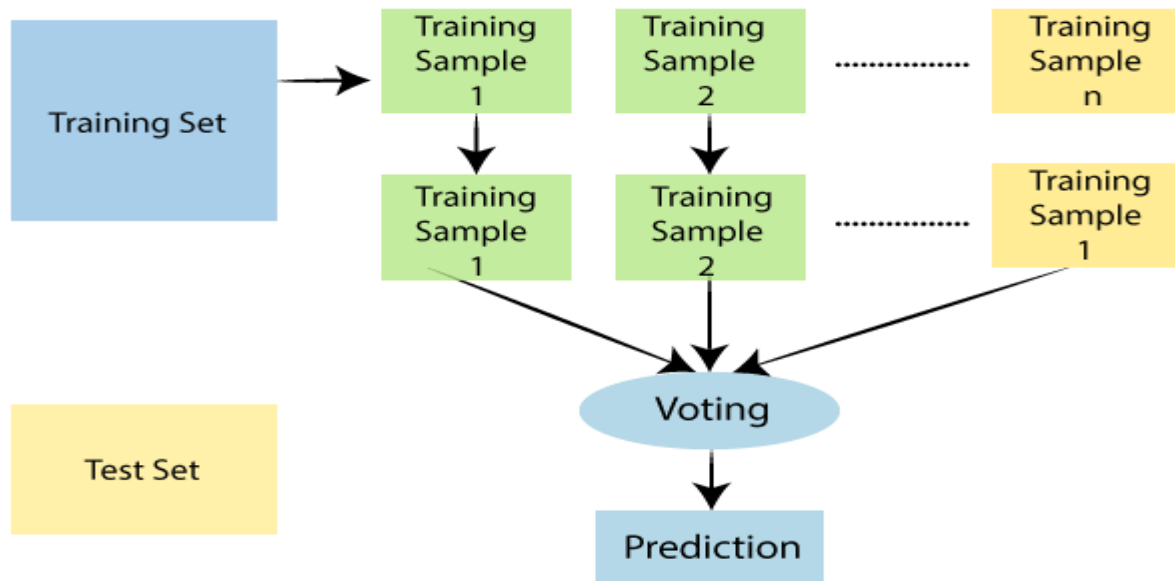 Training Set
Training
Sample
1
Training
Sample
2
Training
Sample
n
Training
Sample
1
Training
Sample
2
Training
Sample
1
Voting
Test Set
Prediction